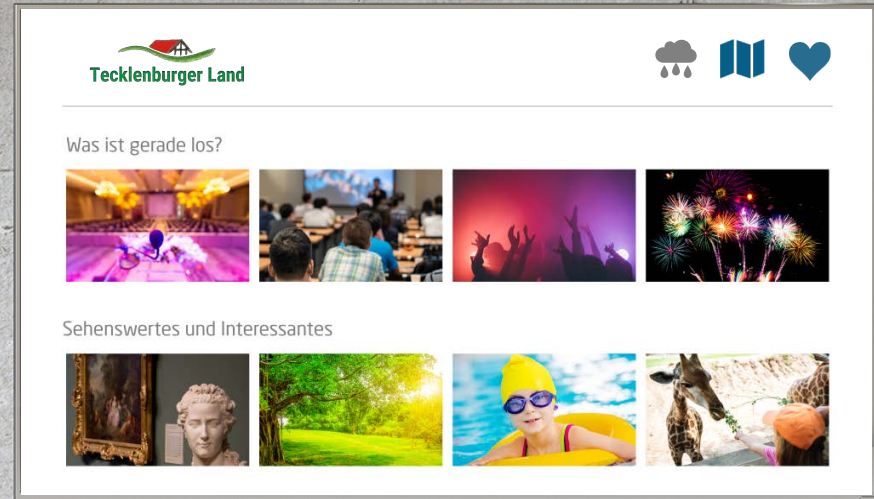 Tecklenburger Land
Was ist gerade los?
Sehenswertes und Interessantes